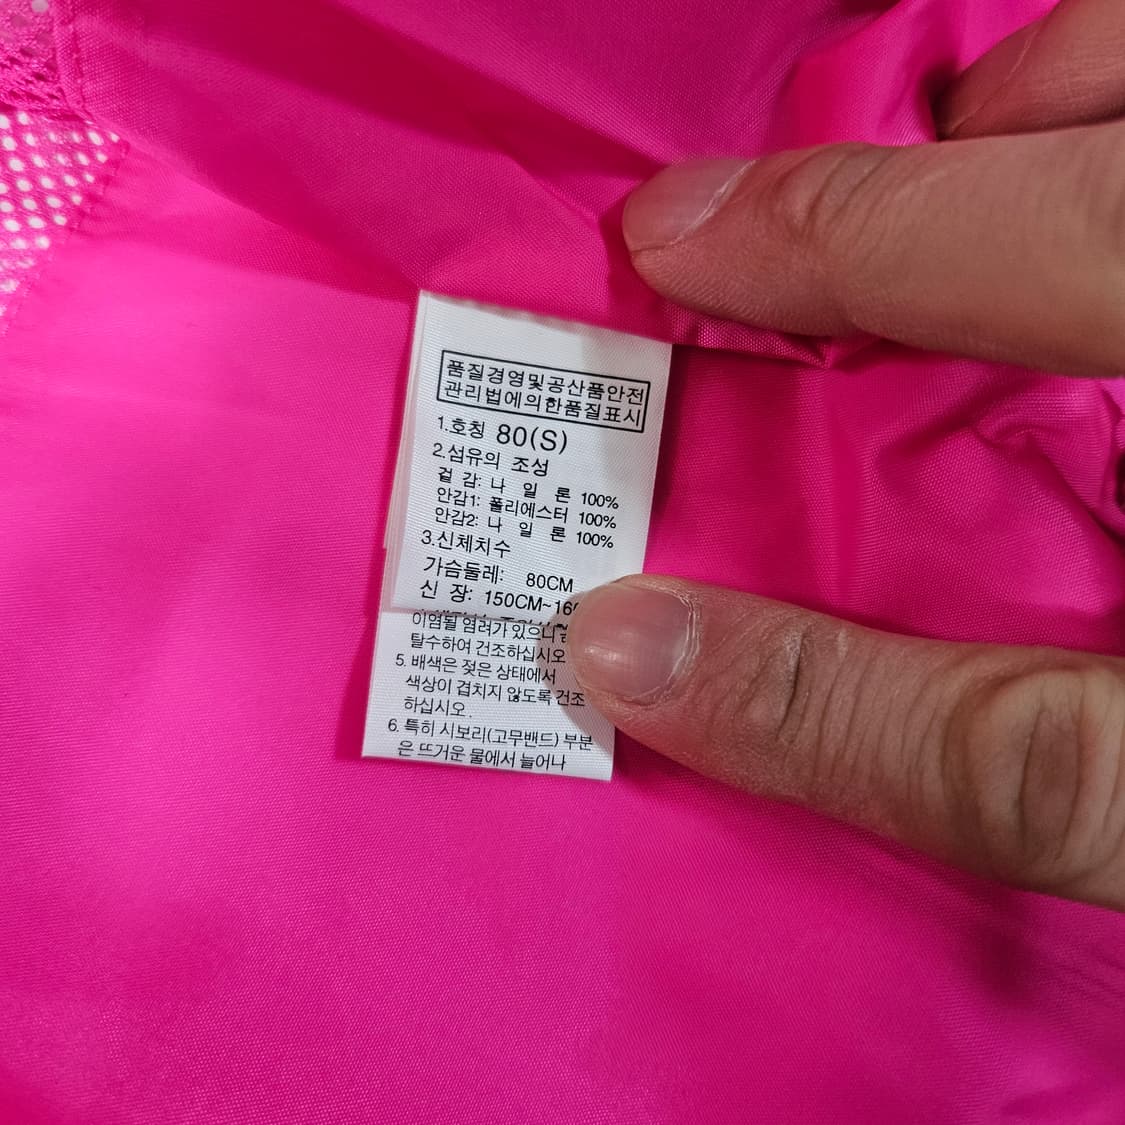 품질경영및공산품안전
관리법에의한품질표시
1.호칭 80(S)
2.섬유의 조성
겉 감: 나 일 론 100%
안감1: 폴리에스터 100%
안감2: 나 일 론 100%
3.신체치수
가슴둘레: 80CM
신 장: 150CM~16
이염될 염려가 있으니
탈수하여 건조하십시오
5. 배색은 젖은 상태에서
색상이 겹치지 않도록 건조
하십시오.
6. 특히 시보리(고무밴드) 부분
은 뜨거운 물에서 늘어나